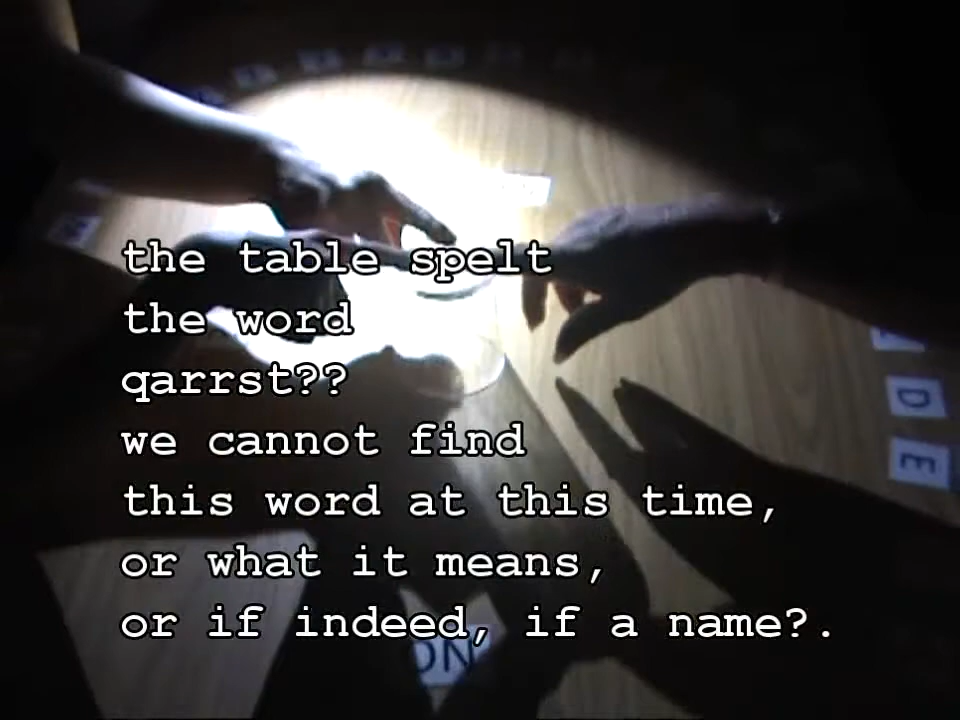 the table spelt
the word
qarrst??
we cannot find
this word at this time,
or what it means,
or if indeed, if a name?.
D
E
ON